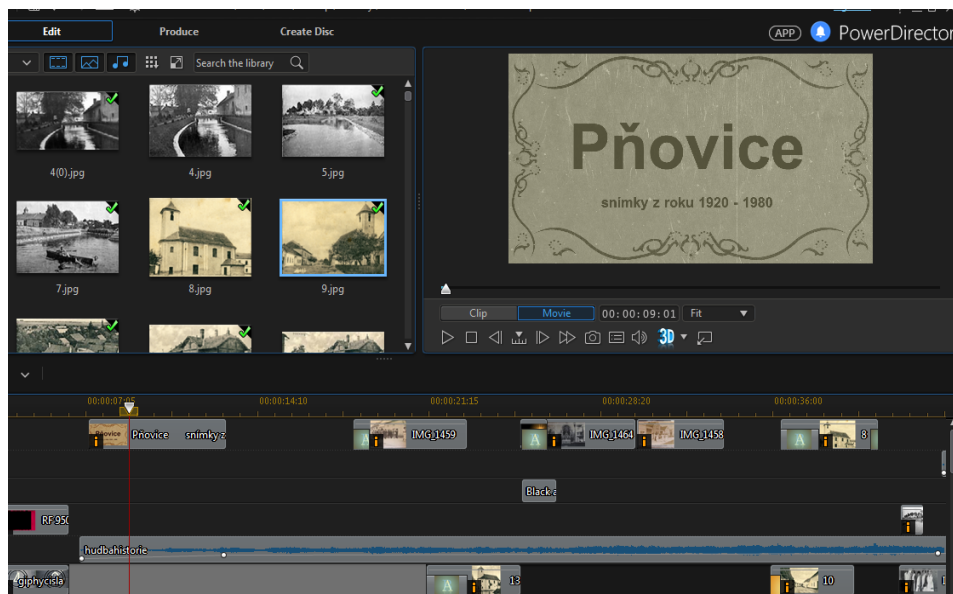 Edit Produce Create Disc
APP PowerDirector
Search the library
4(0).jpg 4.jpg 5.jpg
7.jpg 8.jpg 9.jpg
Pňovice
snimky z roku 1920 - 1980
Clip Movie 00:00:09:01 Fit
3D
00:00:07:05 00:00:14:10 00:00:21:15 00:00:28:20 00:00:36:00
Pňovice Pňovice snimky z A IMG_1459 A IMG_1464 IMG_1458 A 8
Black
RF 950
hudbahistorie
giphycisla A 13 10